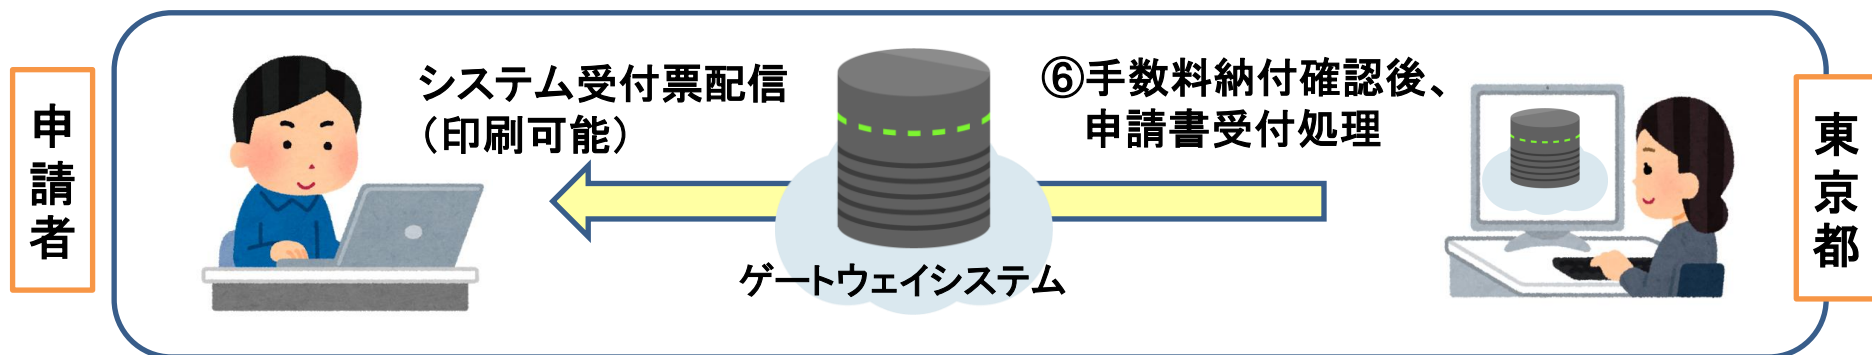 申請者
システム受付票配信
（印刷可能）
ゲートウェイシステム
⑥手数料納付確認後、
申請書受付処理
東京都